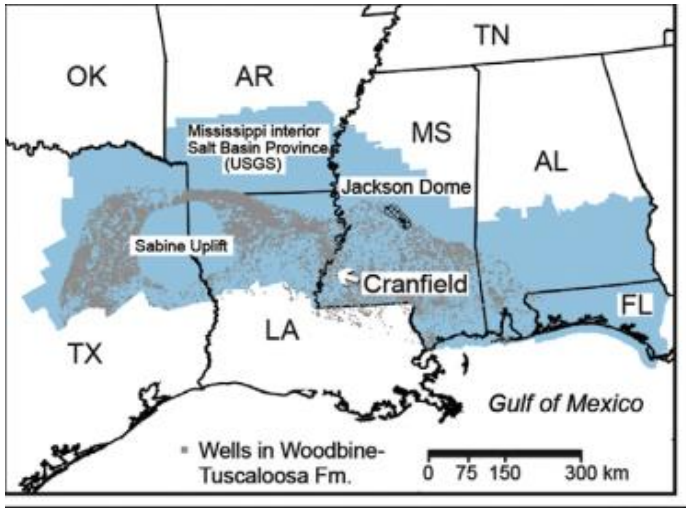 TN
OK
AR
Mississippi interior
Salt Basin Province
(USGS)
MS
AL
Jackson Dome
Sabine Uplift
Cranfield
FL
LA
TX
Gulf of Mexico
Wells in Woodbine-
Tuscaloosa Fm.
0 75 150 300 km